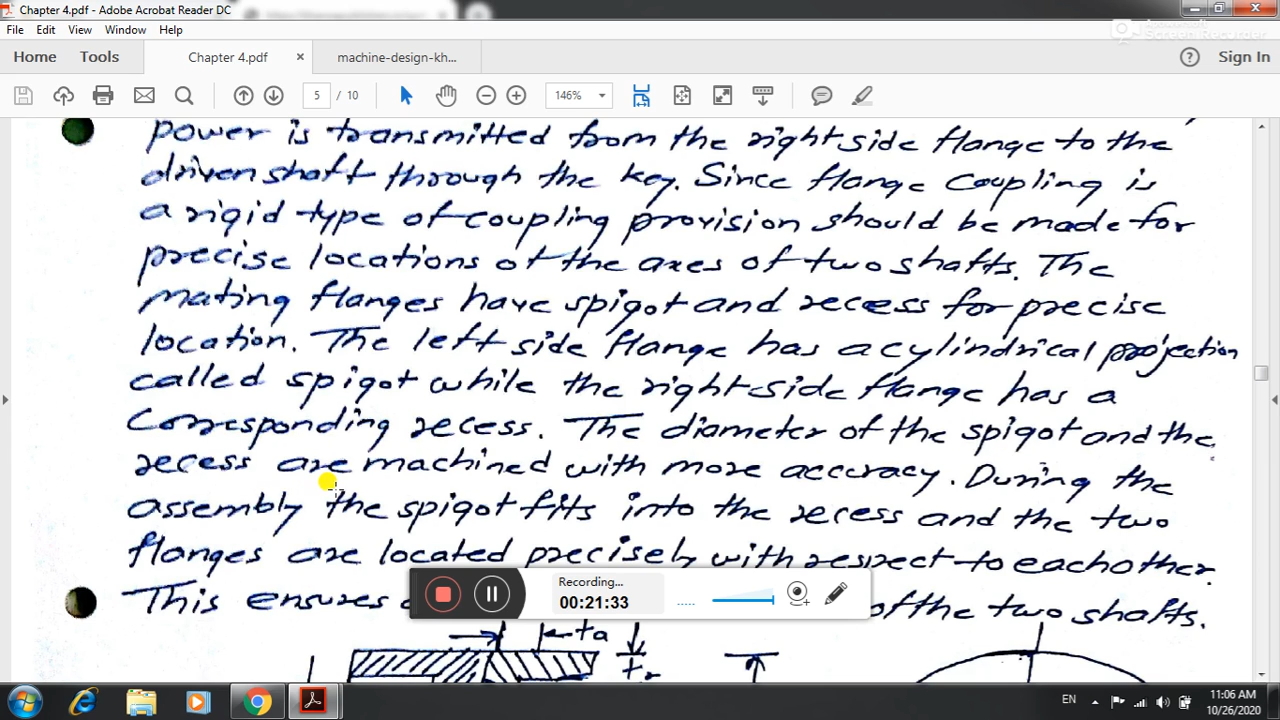 Chapter 4.pdf - Adobe Acrobat Reader DC
File Edit View Window Help
Home Tools Chapter 4.pdf × machine-design-kh... ? Sign In
5 / 10 146%
power is transmitted from the right side flange to the
driven shaft through the key. Since flange coupling is
a rigid type of coupling provision should be made for
precise locations of the axes of two shafts. The
mating flanges have spigot and recess for precise
location. The left side flange has a cylindrical projection
called spigot while the right side flange has a
Corresponding recess. The diameter of the spigot and the
recess are machined with more accuracy. During the
assembly the spigot fits into the recess and the two
flanges are located precisely with respect to each other.
This ensures of the two shafts.
Recording...
00:21:33
ta
tr
EN 11:06 AM
10/26/2020